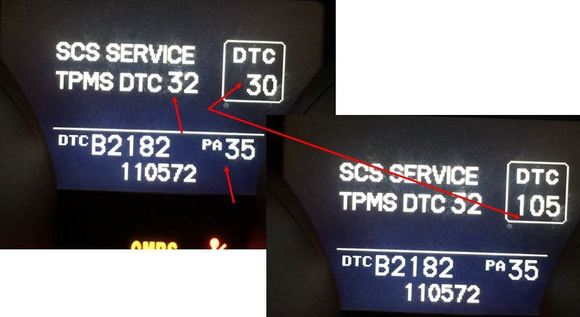 SCS SERVICE
TPMS DTC 32
DTC
30
DTC B2182 PA 35
110572
SCS SERVICE
TPMS DTC 32
DTC
105
DTC B2182 PA 35
110572